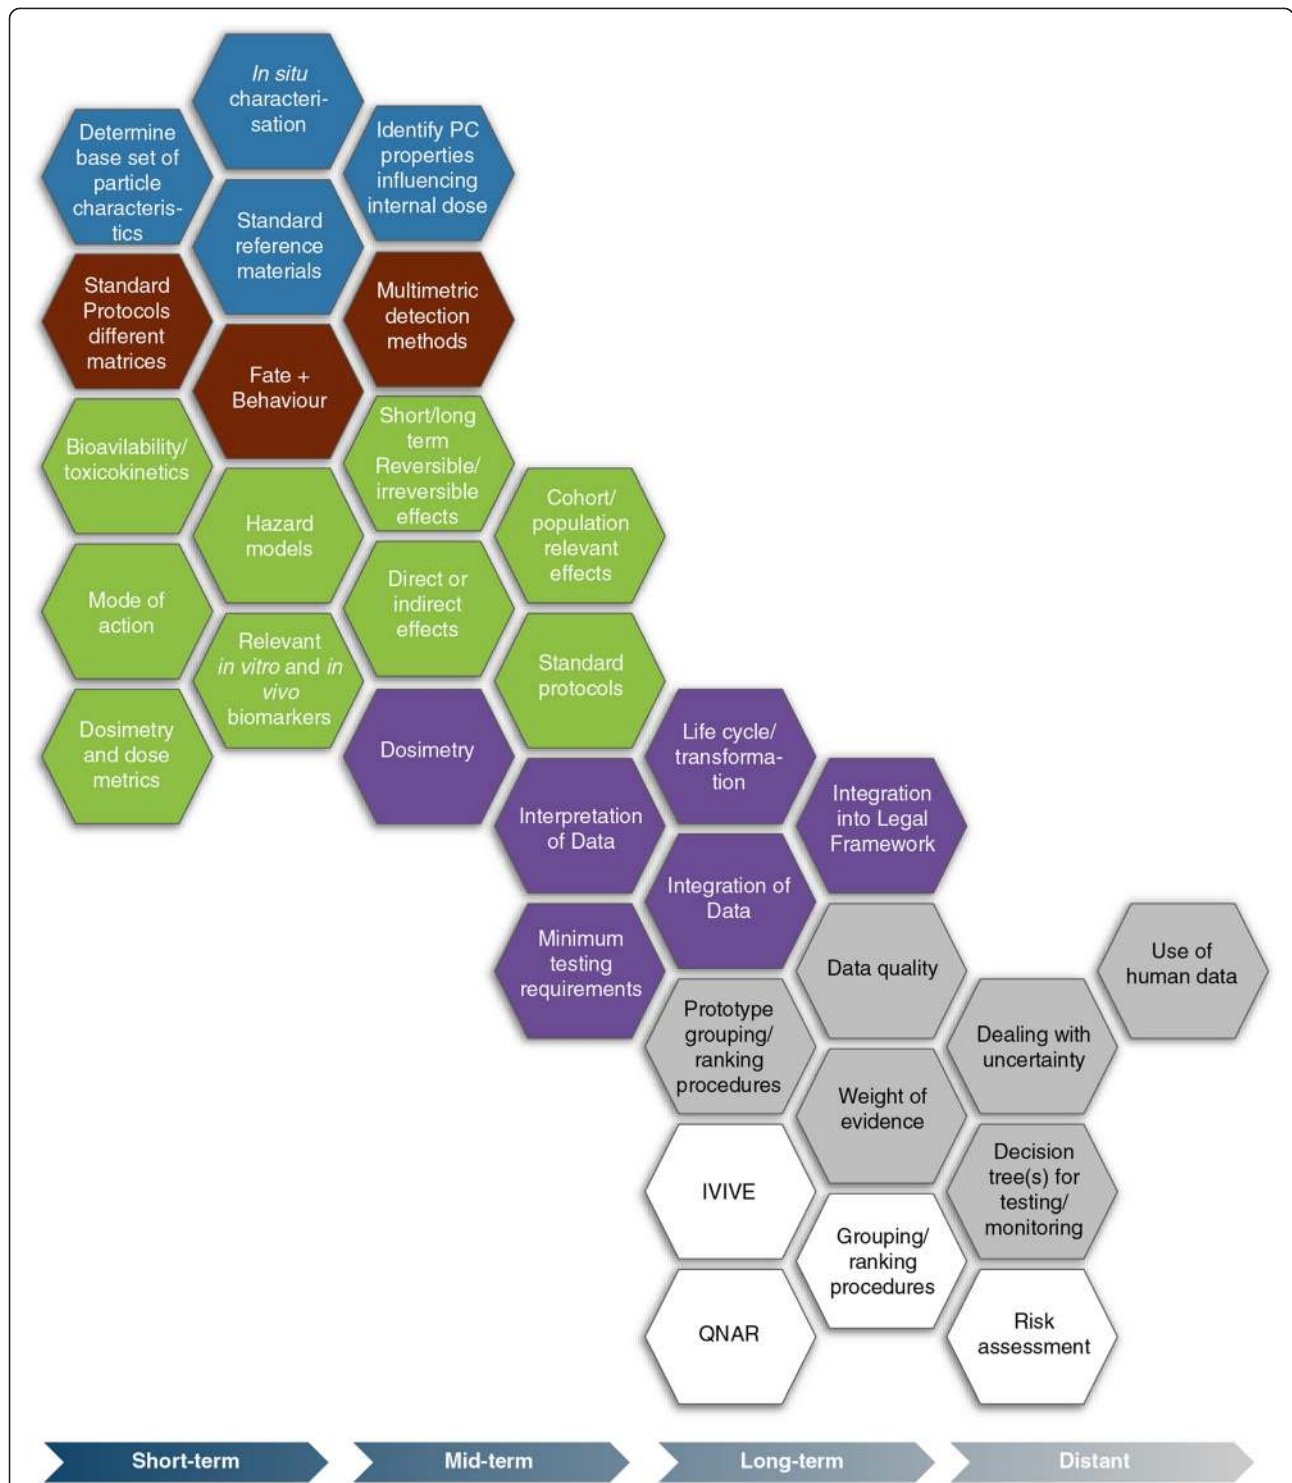 In situ
characteri-
sation
Determine
base set of
particle
characteris-
tics
Identify PC
properties
influencing
internal dose
Standard
reference
materials
Standard
Protocols
different
matrices
Multimetric
detection
methods
Fate +
Behaviour
Bioavilability/
toxicokinetics
Short/long
term
Reversible/
irreversible
effects
Hazard
models
Cohort/
population
relevant
effects
Mode of
action
Direct or
indirect
effects
Relevant
in vitro and in
vivo
biomarkers
Standard
protocols
Dosimetry
and dose
metrics
Dosimetry
Life cycle/
transforma-
tion
Interpretation
of Data
Integration
into Legal
Framework
Integration of
Data
Minimum
testing
requirements
Data quality
Use of
human data
Prototype
grouping/
ranking
procedures
Dealing with
uncertainty
Weight of
evidence
IVIVE
Decision
tree(s) for
testing/
monitoring
Grouping/
ranking
procedures
QNAR
Risk
assessment
Short-term
Mid-term
Long-term
Distant